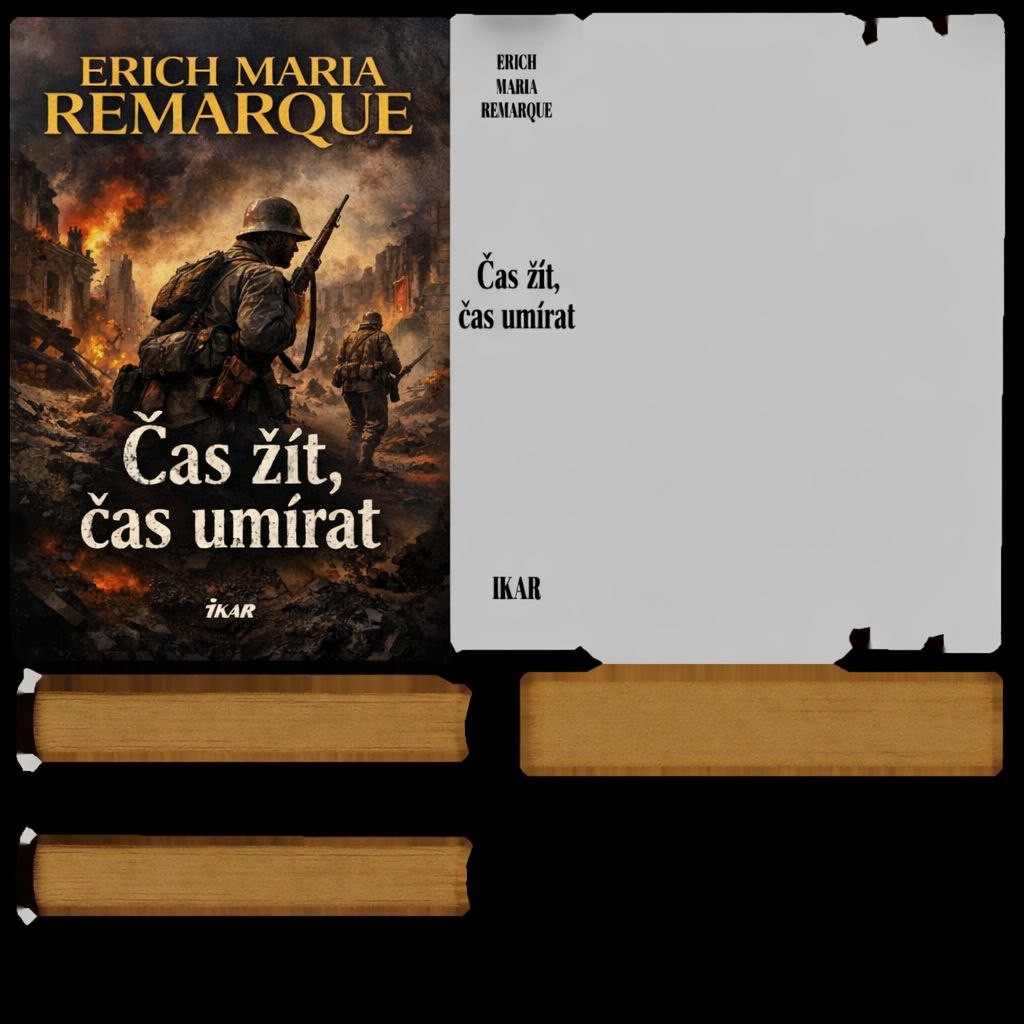 ERICH MARIA
REMARQUE
Čas žít,
čas umírat
iKAR
ERICH
MARIA
REMARQUE
Čas žít,
čas umírat
IKAR